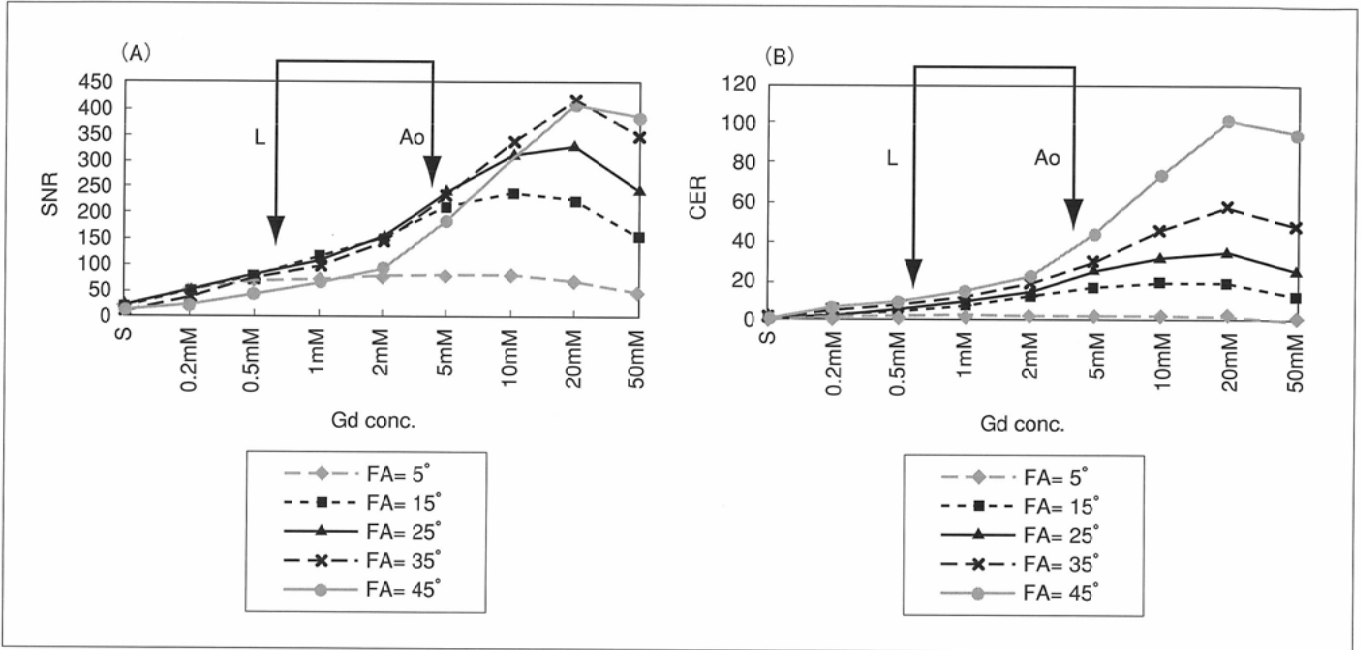 (A)
450
400
350
300
250
200
150
100
50
0
SNR
L
Ao
S
0.2mM
0.5mM
1mM
2mM
5mM
10mM
20mM
50mM
Gd conc.
FA= 5°
FA= 15°
FA= 25°
FA= 35°
FA= 45°
(B)
120
100
80
60
40
20
0
CER
L
Ao
S
0.2mM
0.5mM
1mM
2mM
5mM
10mM
20mM
50mM
Gd conc.
FA= 5°
FA= 15°
FA= 25°
FA= 35°
FA= 45°